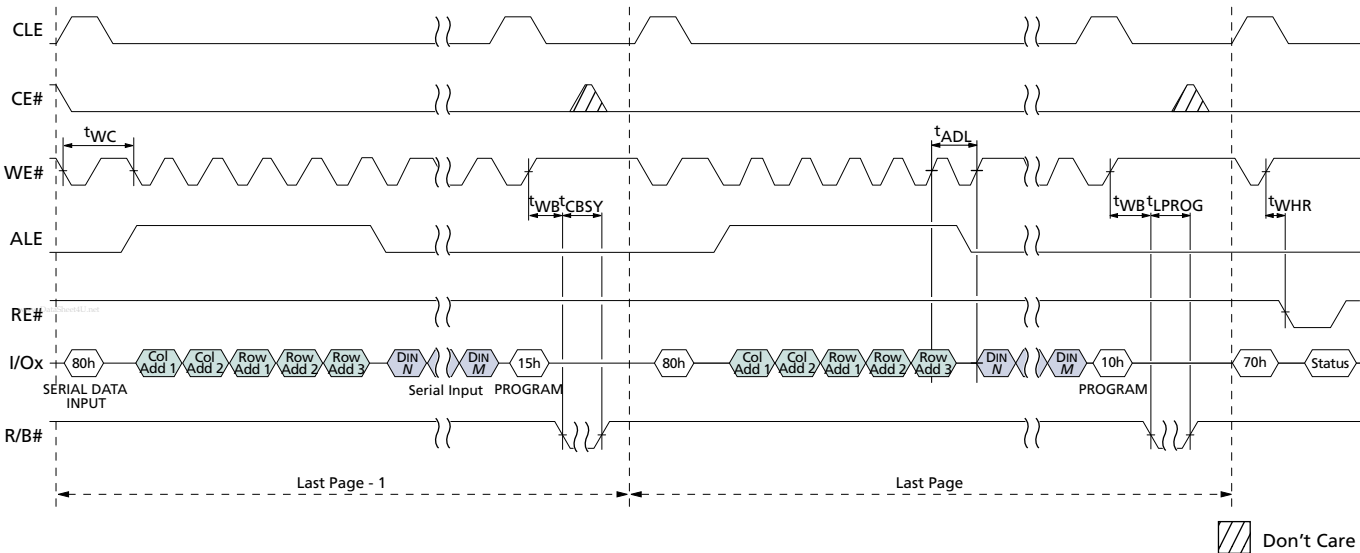 CLE
CE#
tWC
tADL
WE#
tWB tCBSY
tWB tLPROG
tWHR
ALE
RE#
I/Ox
80h
Col Add 1
Col Add 2
Row Add 1
Row Add 2
Row Add 3
DIN N
DIN M
15h
80h
Col Add 1
Col Add 2
Row Add 1
Row Add 2
Row Add 3
DIN N
DIN M
10h
70h
Status
SERIAL DATA INPUT
Serial Input
PROGRAM
PROGRAM
R/B#
Last Page - 1
Last Page
Don't Care